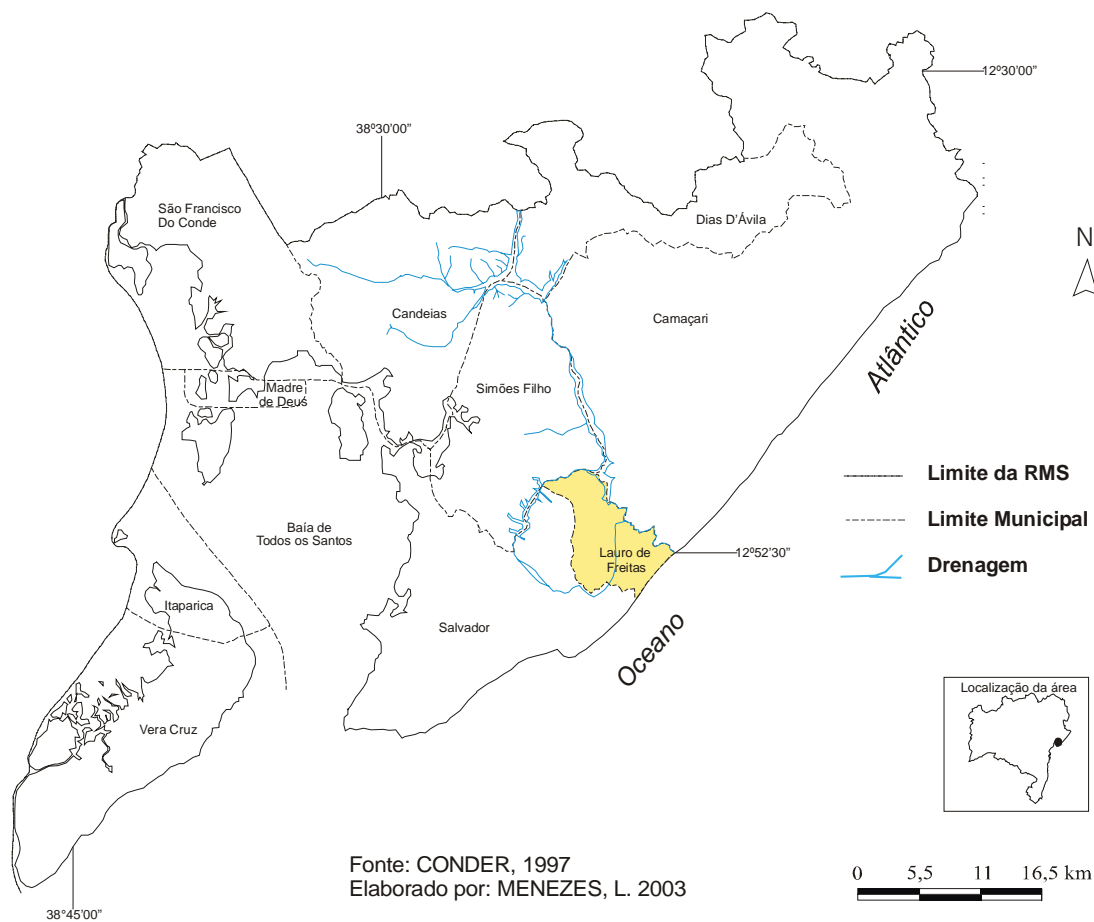 12º30'00”
38º30'00”
São Francisco
Do Conde
Dias D'Ávila
N
Candeias
Camaçari
Atlântico
Madre
de Deus
Simões Filho
Limite da RMS
Limite Municipal
Baía de
Todos os Santos
Lauro de
Freitas
12º52'30”
Drenagem
Itaparica
Salvador
Oceano
Localização da área
Vera Cruz
Fonte: CONDER, 1997
Elaborado por: MENEZES, L. 2003
0 5,5 11 16,5 km
38º45'00”